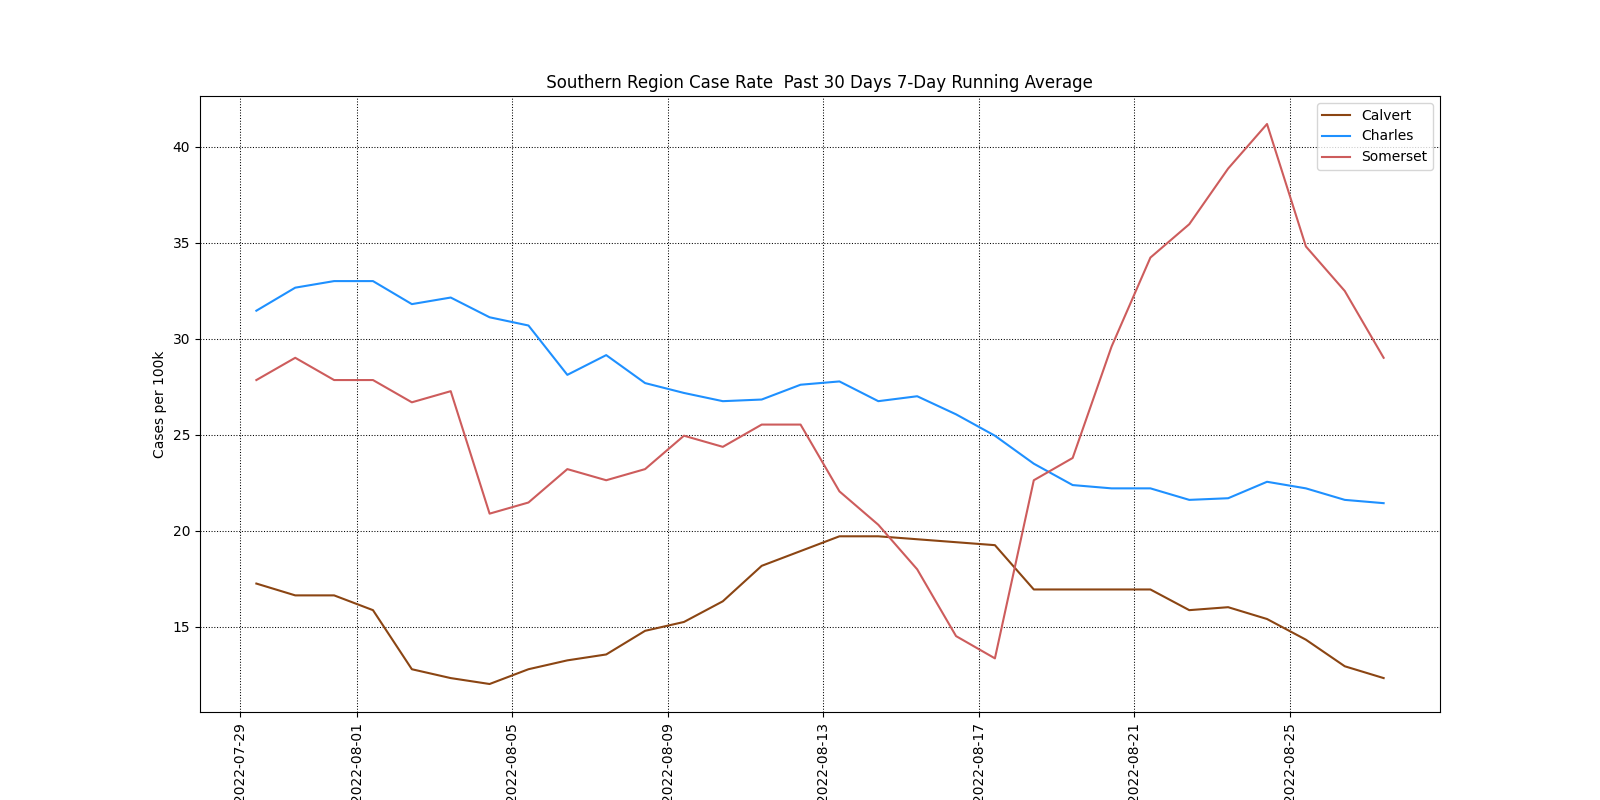 Southern Region Case Rate  Past 30 Days 7-Day Running Average
Calvert
Charles
Somerset
Cases per 100k
40
35
30
25
20
15
2022-07-29
2022-08-01
2022-08-05
2022-08-09
2022-08-13
2022-08-17
2022-08-21
2022-08-25